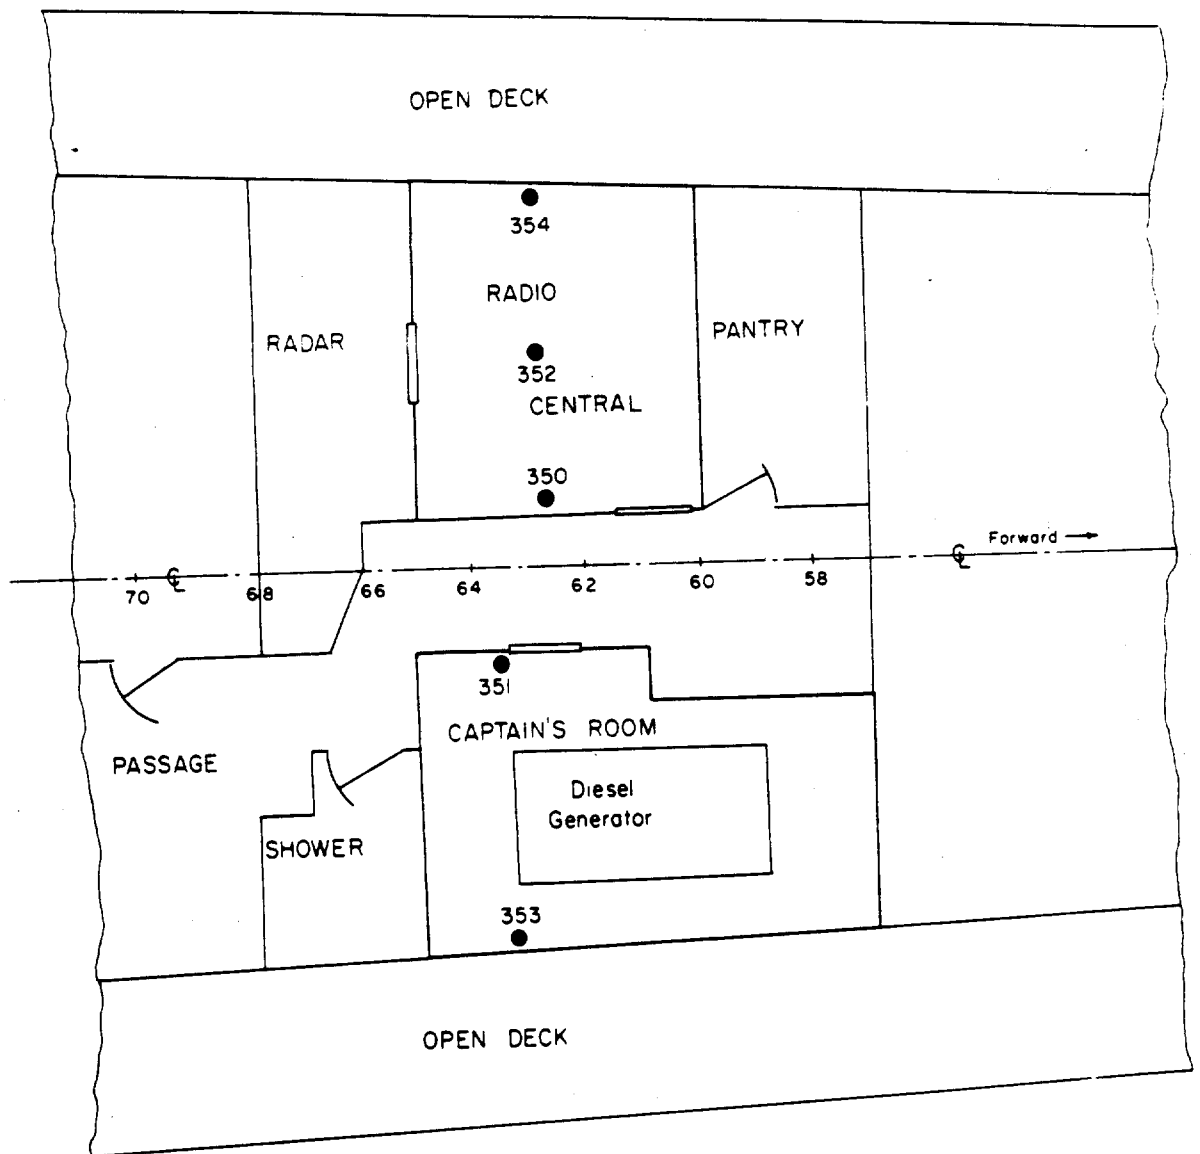 OPEN DECK
354
RADIO
RADAR
PANTRY
352
CENTRAL
350
Forward
℄
℄
70
68
66
64
62
60
58
351
CAPTAIN'S ROOM
PASSAGE
Diesel
Generator
SHOWER
353
OPEN DECK